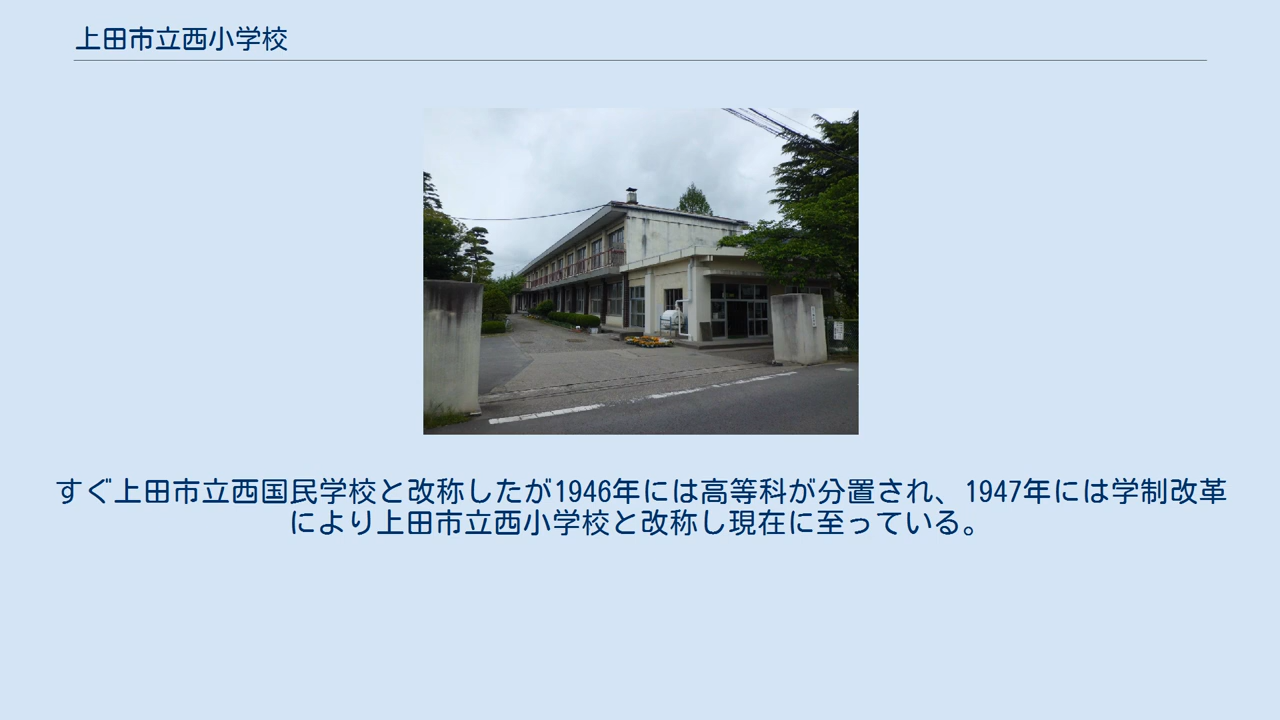 上田市立西小学校
すぐ上田市立西国民学校と改称したが1946年には高等科が分置され、1947年には学制改革
により上田市立西小学校と改称し現在に至っている。